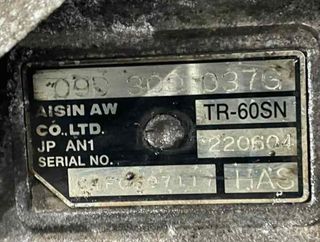 09D 300 037G
AISIN AW TR-60SN
CO.,LTD.
JP AN1 220604
SERIAL NO.
HAS